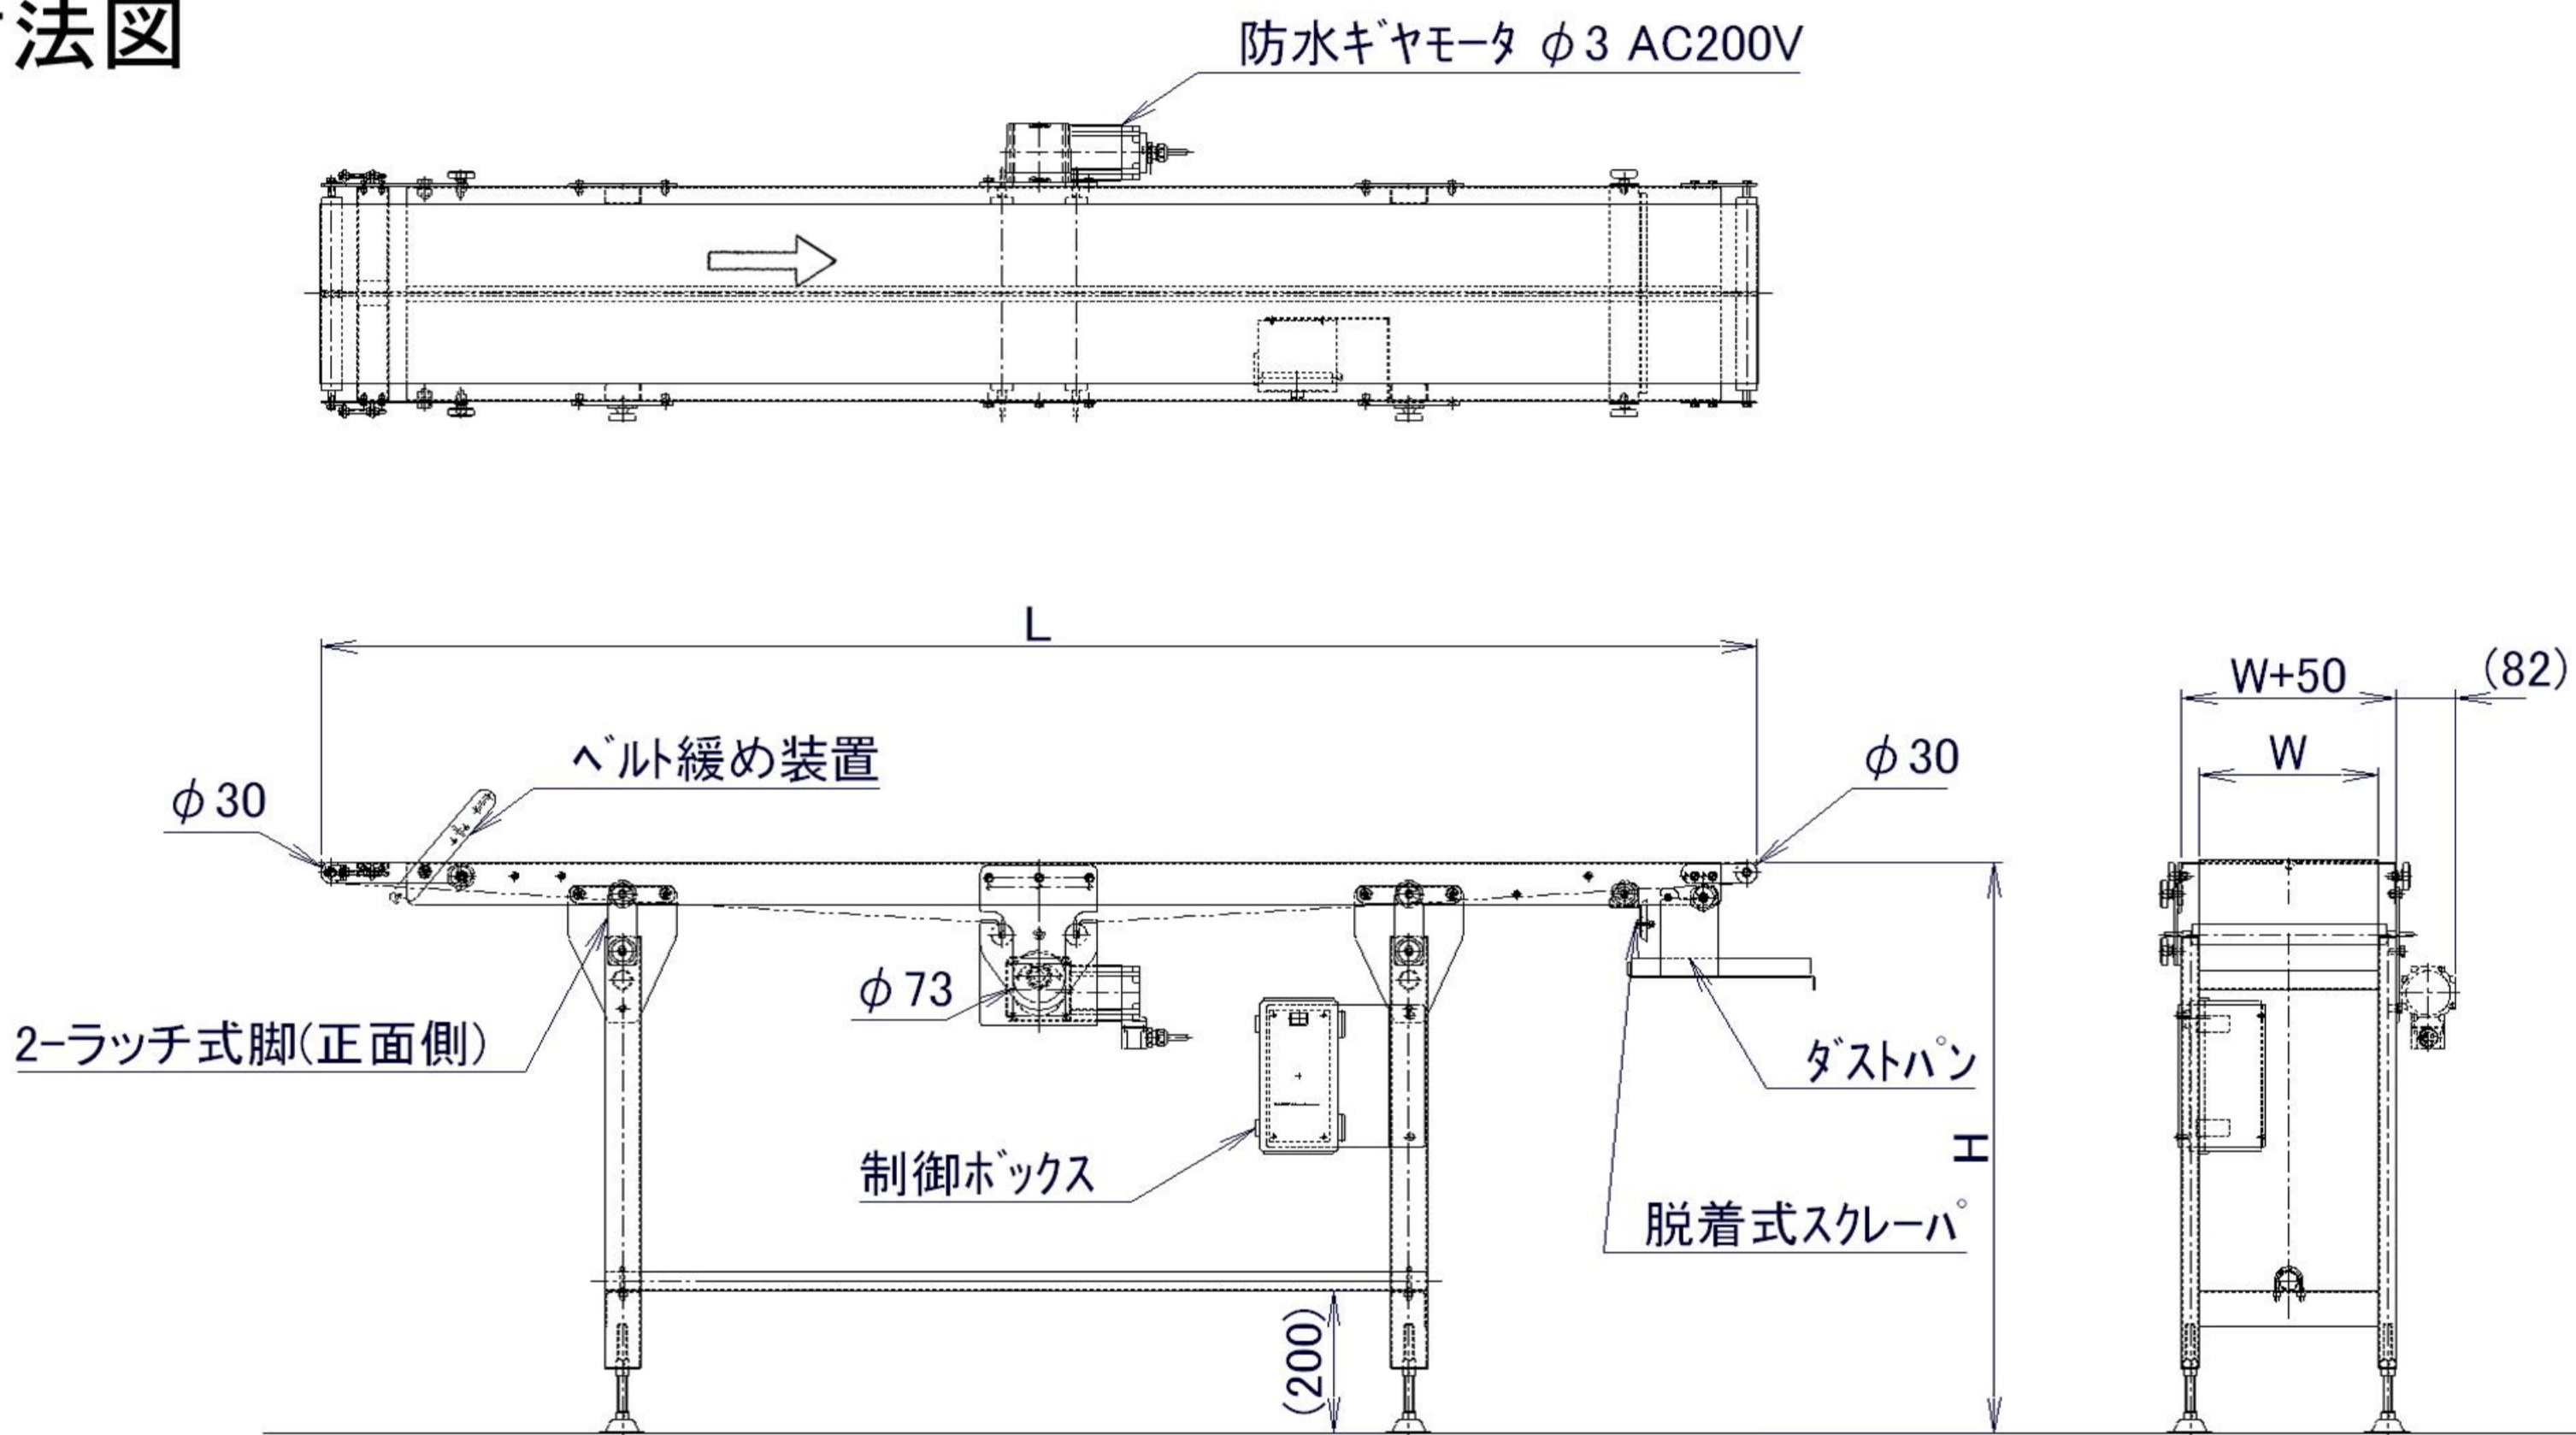 法図
防水ｷﾞﾔモータ φ3 AC200V
L
W+50
(82)
W
ﾍﾞﾙﾄ緩め装置
φ30
φ30
φ73
2-ラッチ式脚(正面側)
ﾀﾞｽﾄﾊﾟﾝ
制御ﾎﾞｯｸｽ
H
脱着式ｽｸﾚｰﾊﾟ
(200)